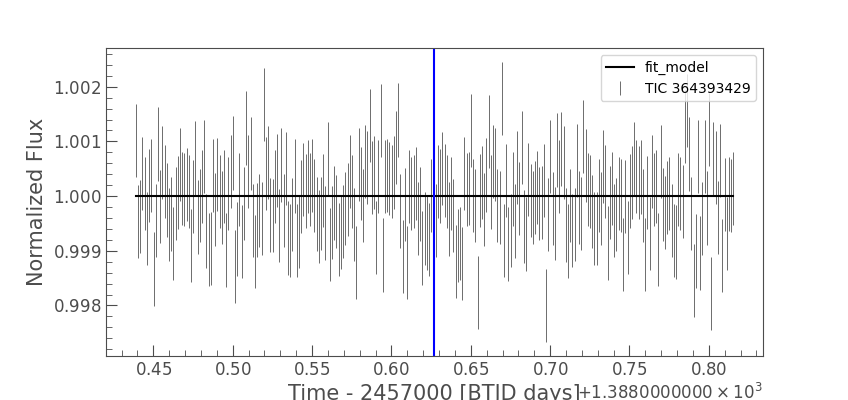 fit_model
TIC 364393429
Normalized Flux
1.002
1.001
1.000
0.999
0.998
0.45 0.50 0.55 0.60 0.65 0.70 0.75 0.80
Time - 2457000 [BTJD days]
+1.3880000000 × 10³